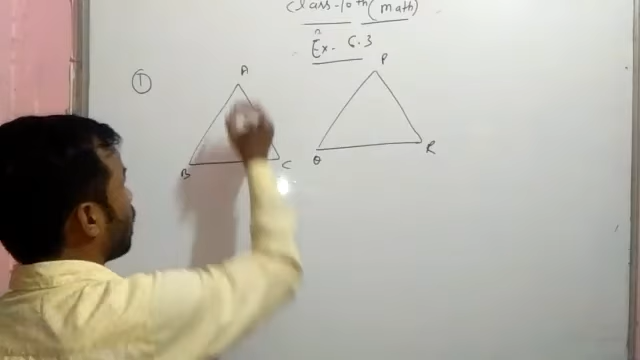 Class-10th (math)
Ex. 6.3
① A P
B C Q R